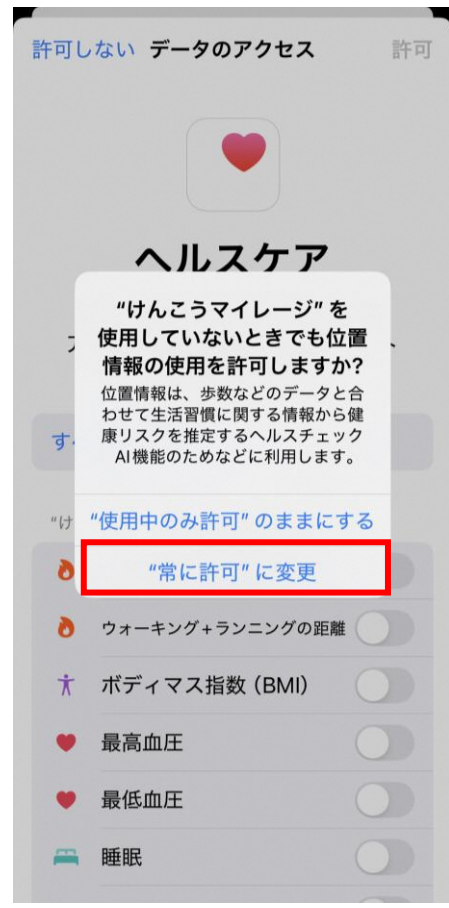 許可しない データのアクセス 許可
ヘルスケア
“けんこうマイレージ” を
使用していないときでも位置
情報の使用を許可しますか?
位置情報は、歩数などのデータと合
わせて生活習慣に関する情報から健
康リスクを推定するヘルスチェック
AI機能のためなどに利用します。
す
“使用中のみ許可” のままにする
“け
“常に許可” に変更
ウォーキング+ランニングの距離
ボディマス指数 (BMI)
最高血圧
最低血圧
睡眠